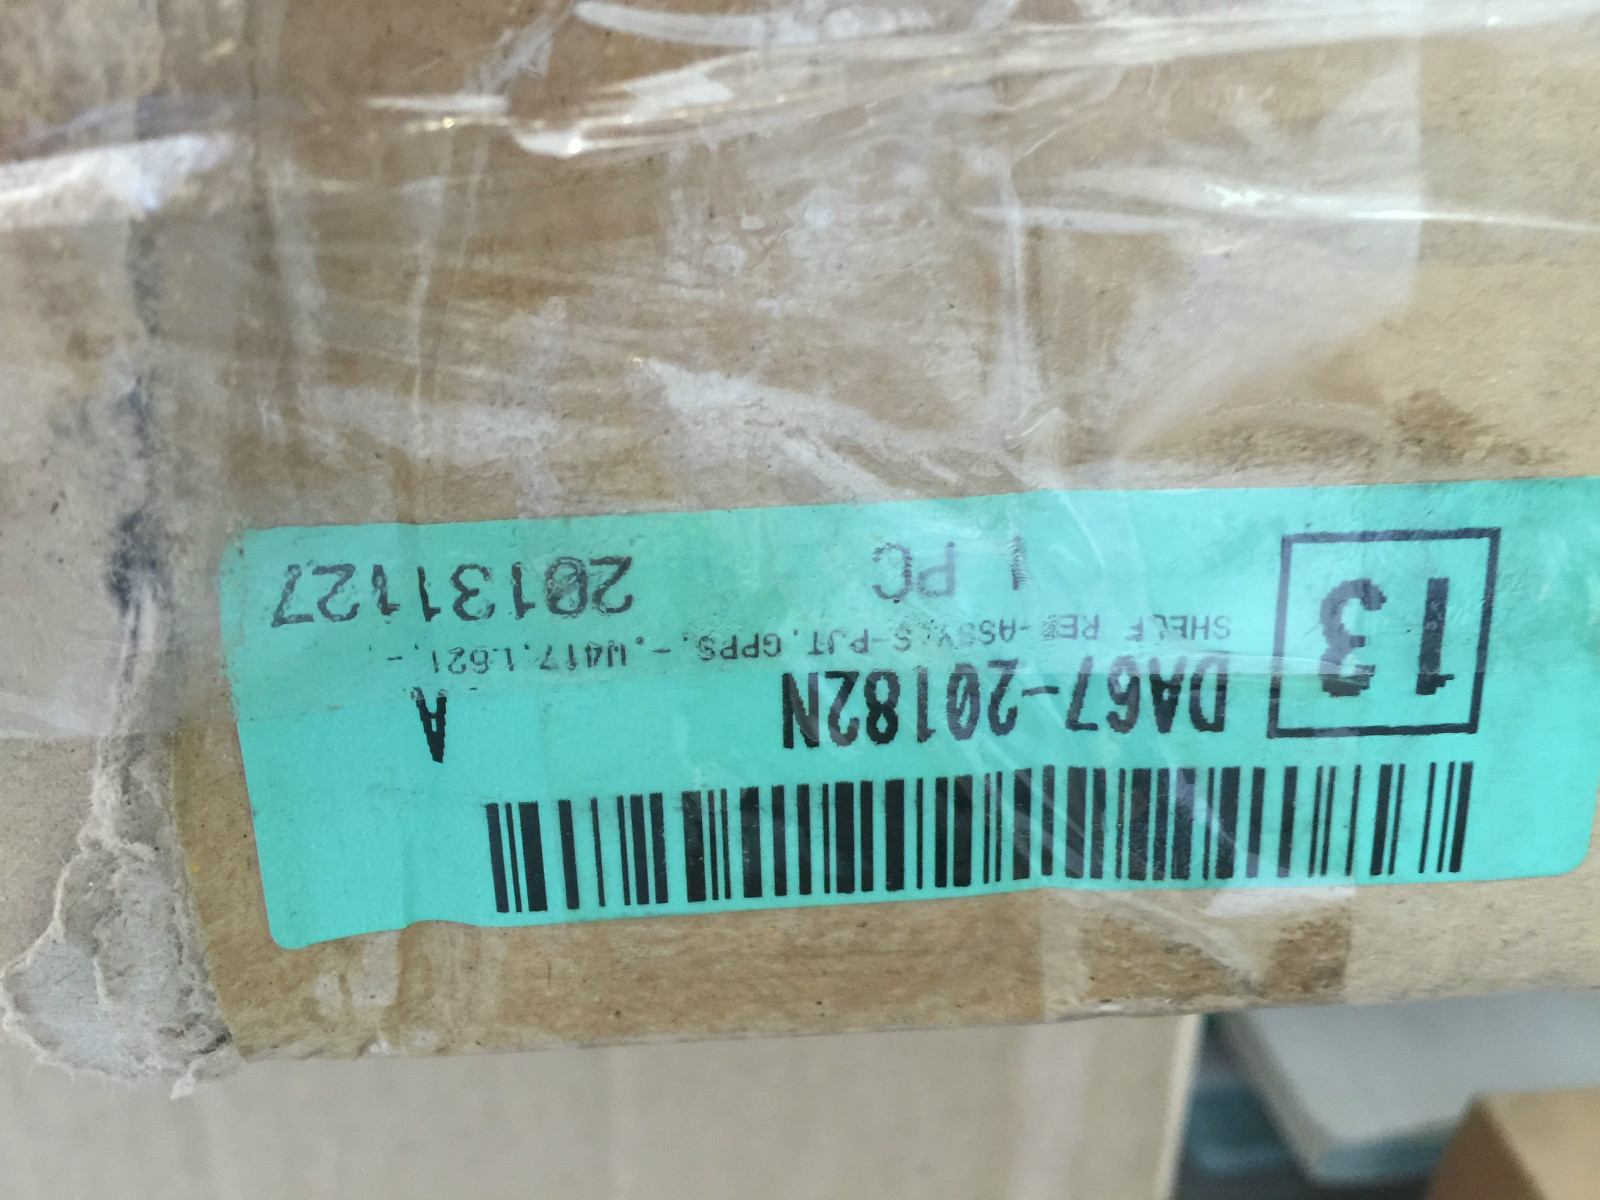 13
DA67-20182N A
SHELF REF-ASSY,S-PJT,GPPS,-,W417,L621,-,
1 PC 20131127